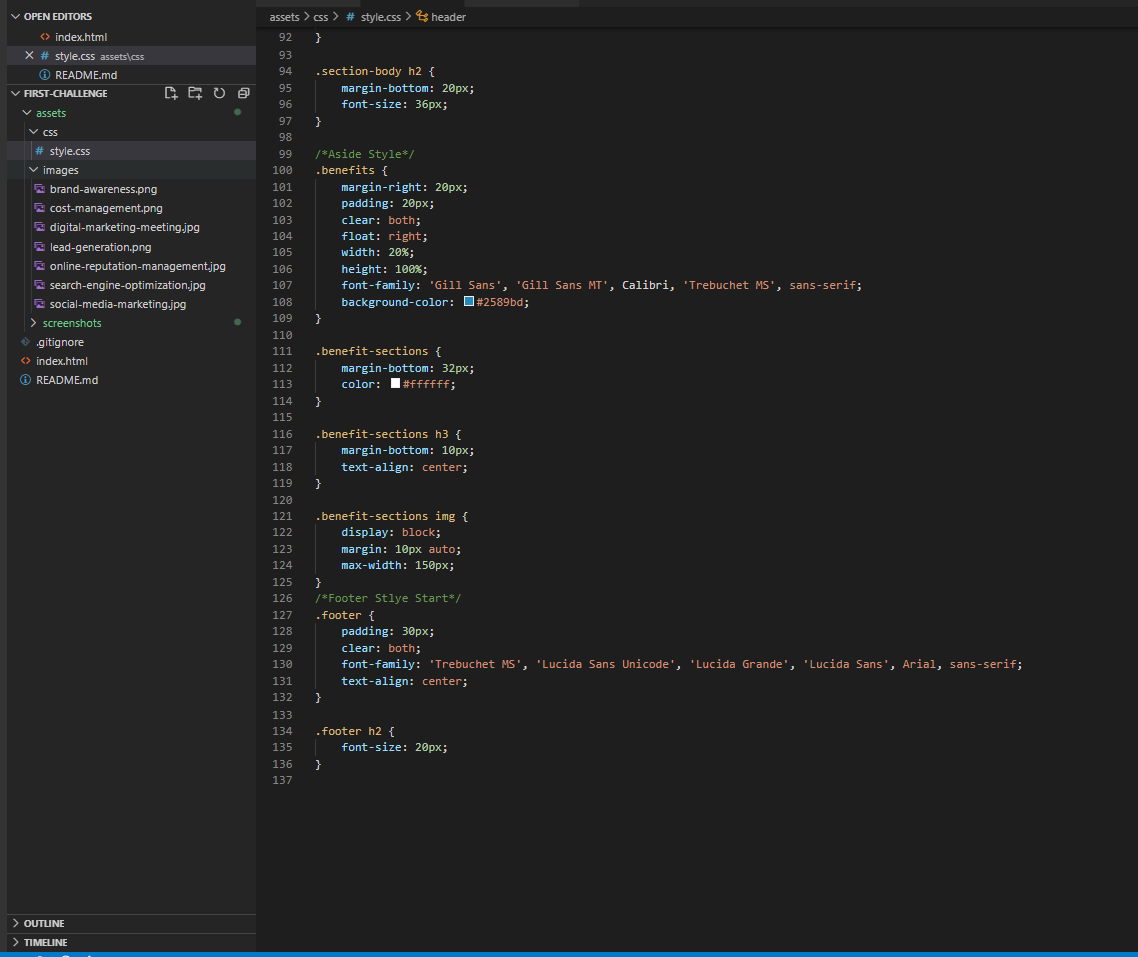 OPEN EDITORS
index.html
style.css assets\css
README.md
FIRST-CHALLENGE
assets
css
# style.css
images
brand-awareness.png
cost-management.png
digital-marketing-meeting.jpg
lead-generation.png
online-reputation-management.jpg
search-engine-optimization.jpg
social-media-marketing.jpg
screenshots
.gitignore
index.html
README.md
OUTLINE
TIMELINE
assets > css > # style.css > header
92 }
93
94 .section-body h2 {
95 margin-bottom: 20px;
96 font-size: 36px;
97 }
98
99 /*Aside Style*/
100 .benefits {
101 margin-right: 20px;
102 padding: 20px;
103 clear: both;
104 float: right;
105 width: 20%;
106 height: 100%;
107 font-family: 'Gill Sans', 'Gill Sans MT', Calibri, 'Trebuchet MS', sans-serif;
108 background-color: #2589bd;
109 }
110
111 .benefit-sections {
112 margin-bottom: 32px;
113 color: #ffffff;
114 }
115
116 .benefit-sections h3 {
117 margin-bottom: 10px;
118 text-align: center;
119 }
120
121 .benefit-sections img {
122 display: block;
123 margin: 10px auto;
124 max-width: 150px;
125 }
126 /*Footer Stlye Start*/
127 .footer {
128 padding: 30px;
129 clear: both;
130 font-family: 'Trebuchet MS', 'Lucida Sans Unicode', 'Lucida Grande', 'Lucida Sans', Arial, sans-serif;
131 text-align: center;
132 }
133
134 .footer h2 {
135 font-size: 20px;
136 }
137